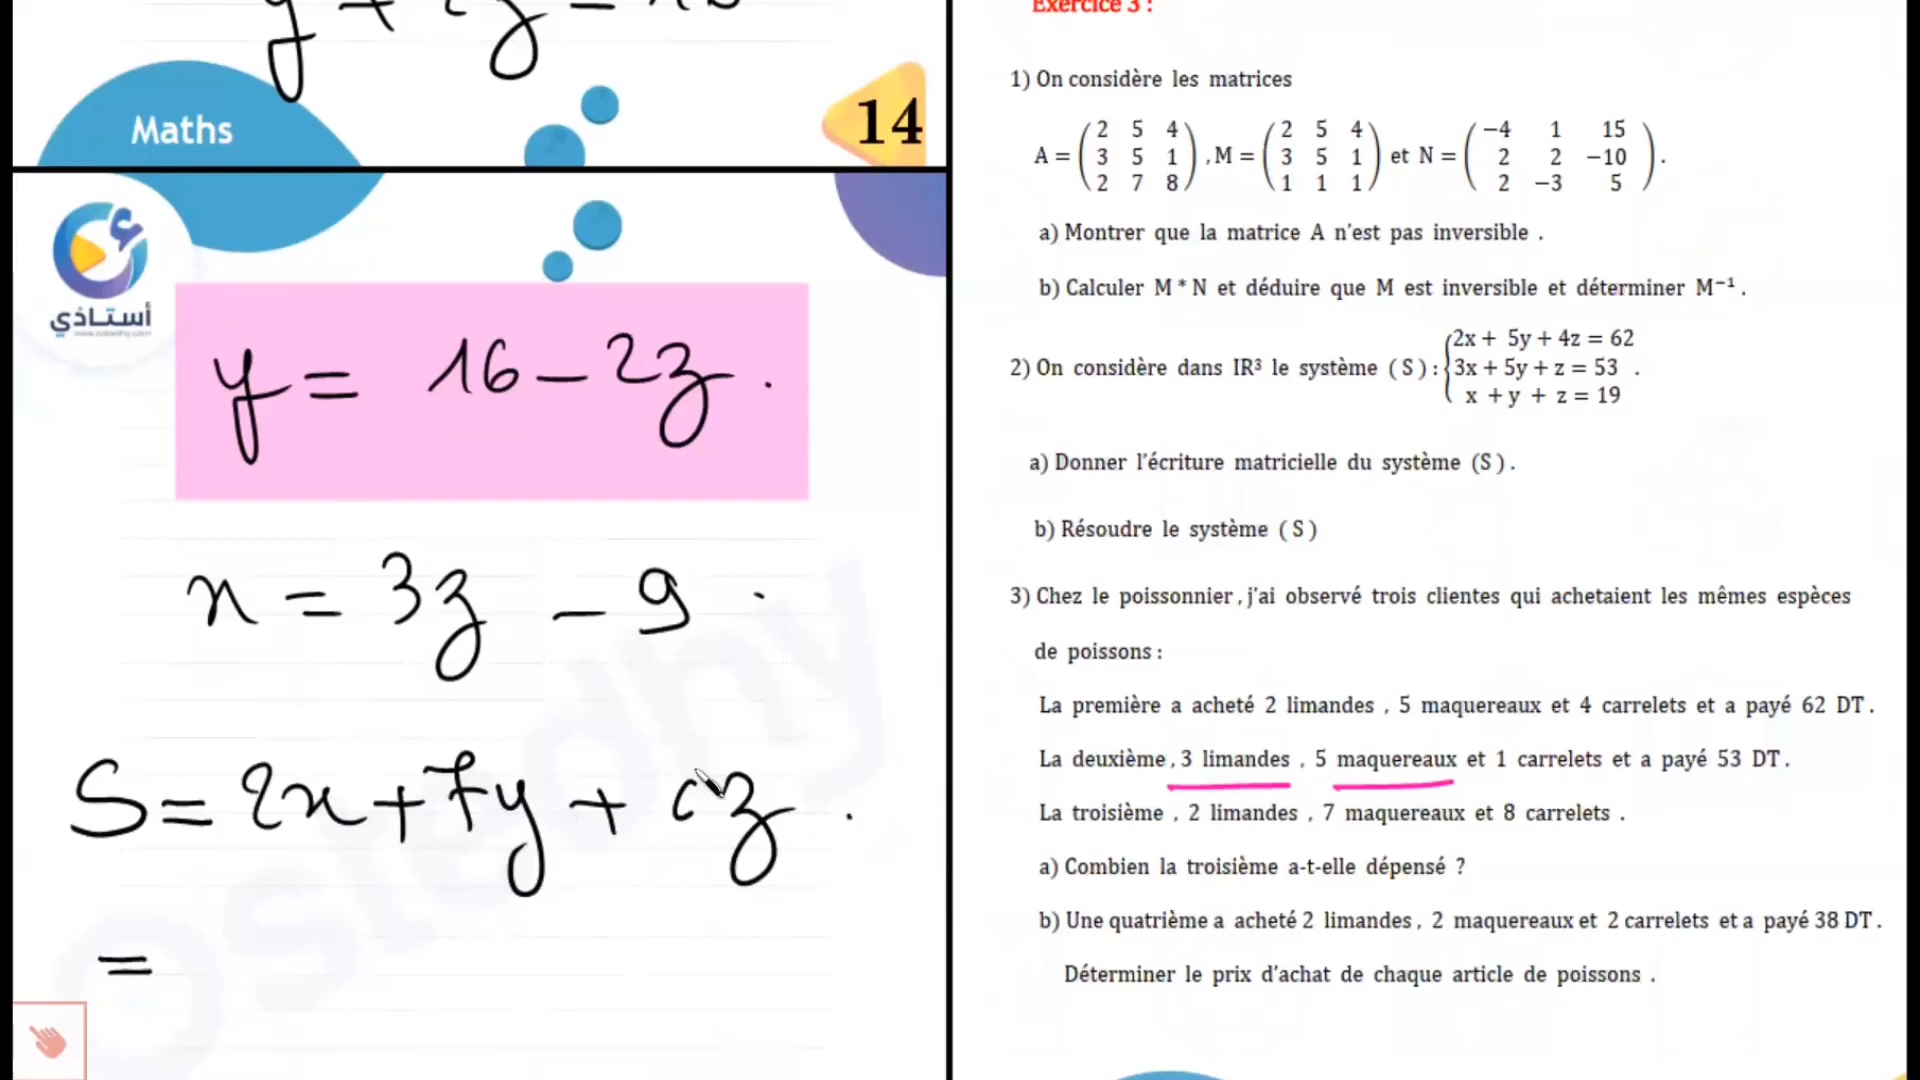 Maths
14
أستاذي
y = 16 - 2z .
x = 3z - 9 .
S = 2x + 7y + z .
=
Exercice 3 :
1) On considère les matrices
A = ( 2 5 4 ) , M = ( 2 5 4 ) et N = ( −4 1 15 ) .
3 5 1 3 5 1 2 2 −10
2 7 8 1 1 1 2 −3 5
a) Montrer que la matrice A n'est pas inversible .
b) Calculer M * N et déduire que M est inversible et déterminer M⁻¹ .
2x + 5y + 4z = 62
2) On considère dans IR³ le système ( S ) : { 3x + 5y + z = 53 .
x + y + z = 19
a) Donner l'écriture matricielle du système (S ) .
b) Résoudre le système ( S )
3) Chez le poissonnier , j'ai observé trois clientes qui achetaient les mêmes espèces
de poissons :
La première a acheté 2 limandes , 5 maquereaux et 4 carrelets et a payé 62 DT .
La deuxième , 3 limandes , 5 maquereaux et 1 carrelets et a payé 53 DT .
La troisième , 2 limandes , 7 maquereaux et 8 carrelets .
a) Combien la troisième a-t-elle dépensé ?
b) Une quatrième a acheté 2 limandes , 2 maquereaux et 2 carrelets et a payé 38 DT .
Déterminer le prix d'achat de chaque article de poissons .